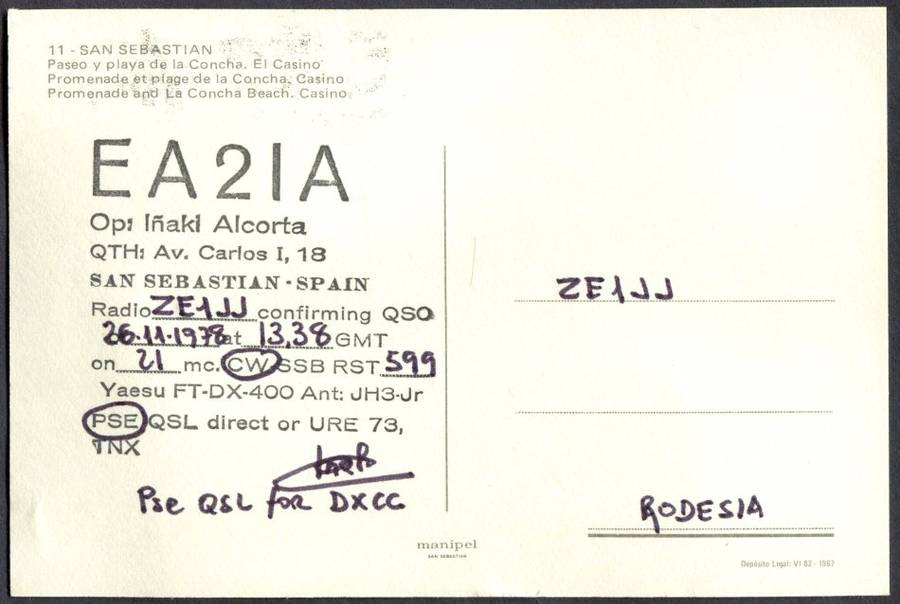 11 - SAN SEBASTIAN
Paseo y playa de la Concha. El Casino
Promenade et plage de la Concha. Casino
Promenade and La Concha Beach. Casino
EA2IA
Op: Iñaki Alcorta
QTH: Av. Carlos I, 18
SAN SEBASTIAN - SPAIN
Radio ZE1JJ confirming QSO
26.11.1978 at 13,38 GMT
on 21 mc. CW SSB RST 599
Yaesu FT-DX-400 Ant: JH3-Jr
PSE QSL direct or URE 73,
TNX
Pse QSL for DXCC
ZE1JJ
RODESIA
manipel
SAN SEBASTIAN
Depósito Legal: VI 82 - 1967